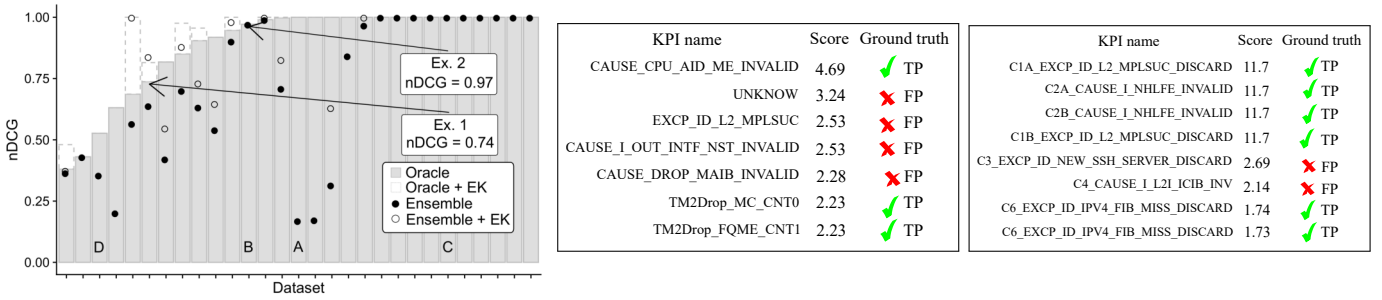 1.00
0.75
0.50
0.25
0.00
nDCG
Dataset
Ex. 2
nDCG = 0.97
Ex. 1
nDCG = 0.74
Oracle
Oracle + EK
Ensemble
Ensemble + EK
D
B
A
C
KPI name Score Ground truth
CAUSE_CPU_AID_ME_INVALID 4.69 TP
UNKNOW 3.24 FP
EXCP_ID_L2_MPLSUC 2.53 FP
CAUSE_I_OUT_INTF_NST_INVALID 2.53 FP
CAUSE_DROP_MAIB_INVALID 2.28 FP
TM2Drop_MC_CNT0 2.23 TP
TM2Drop_FQME_CNT1 2.23 TP
KPI name Score Ground truth
C1A_EXCP_ID_L2_MPLSUC_DISCARD 11.7 TP
C2A_CAUSE_I_NHLFE_INVALID 11.7 TP
C2B_CAUSE_I_NHLFE_INVALID 11.7 TP
C1B_EXCP_ID_L2_MPLSUC_DISCARD 11.7 TP
C3_EXCP_ID_NEW_SSH_SERVER_DISCARD 2.69 FP
C4_CAUSE_I_L2I_ICIB_INV 2.14 FP
C6_EXCP_ID_IPV4_FIB_MISS_DISCARD 1.74 TP
C6_EXCP_ID_IPV4_FIB_MISS_DISCARD 1.73 TP